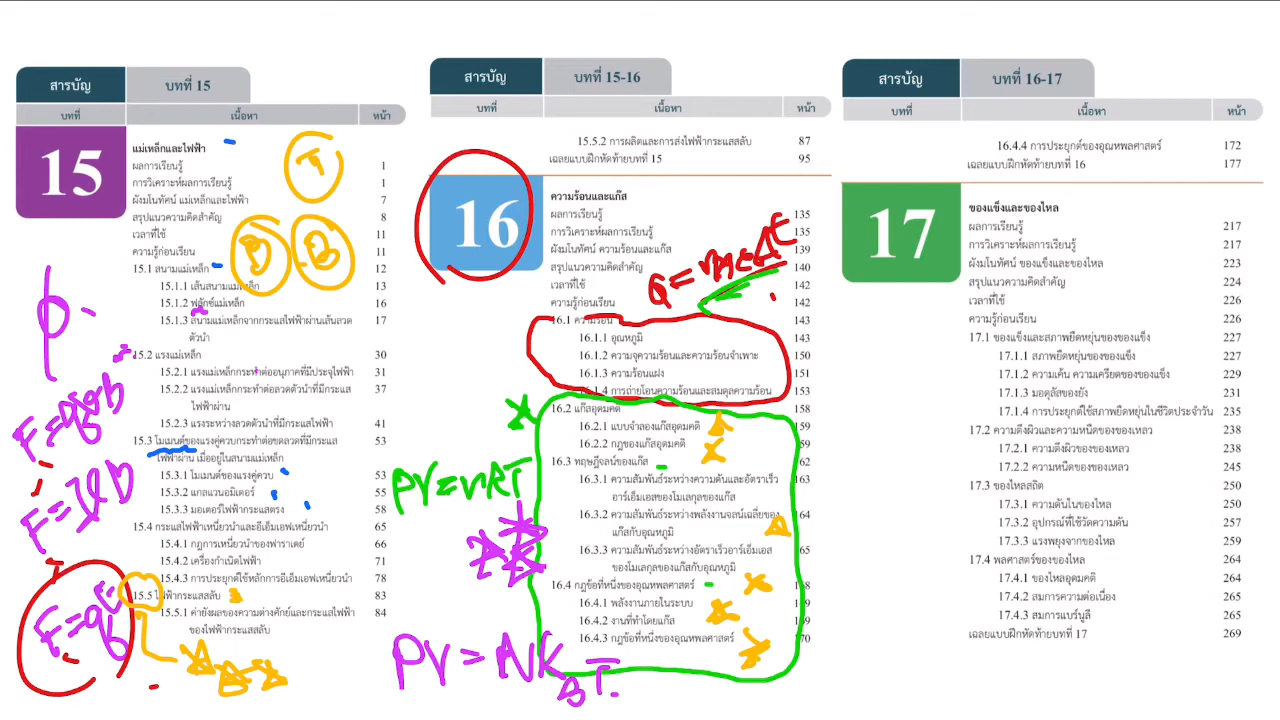 สารบัญ บทที่ 15
บทที่ เนื้อหา หน้า
15
แม่เหล็กและไฟฟ้า
ผลการเรียนรู้ 1
การวิเคราะห์ผลการเรียนรู้ 1
ผังมโนทัศน์ แม่เหล็กและไฟฟ้า 7
สรุปแนวความคิดสำคัญ 8
เวลาที่ใช้ 11
ความรู้ก่อนเรียน 11
15.1 สนามแม่เหล็ก 12
15.1.1 เส้นสนามแม่เหล็ก 13
15.1.2 ฟลักซ์แม่เหล็ก 16
15.1.3 สนามแม่เหล็กจากกระแสไฟฟ้าผ่านเส้นลวด 17
ตัวนำ
15.2 แรงแม่เหล็ก 30
15.2.1 แรงแม่เหล็กกระทำต่ออนุภาคที่มีประจุไฟฟ้า 31
15.2.2 แรงแม่เหล็กกระทำต่อลวดตัวนำที่มีกระแส 37
ไฟฟ้าผ่าน
15.2.3 แรงระหว่างลวดตัวนำที่มีกระแสไฟฟ้าผ่าน 41
15.3 โมเมนต์ของแรงคู่ควบกระทำต่อขดลวดที่มีกระแส 53
ไฟฟ้าผ่าน เมื่ออยู่ในสนามแม่เหล็ก
15.3.1 โมเมนต์ของแรงคู่ควบ 53
15.3.2 แกลแวนอมิเตอร์ 55
15.3.3 มอเตอร์ไฟฟ้ากระแสตรง 58
15.4 กระแสไฟฟ้าเหนี่ยวนำและอีเอ็มเอฟเหนี่ยวนำ 65
15.4.1 กฎการเหนี่ยวนำของฟาราเดย์ 66
15.4.2 เครื่องกำเนิดไฟฟ้า 71
15.4.3 การประยุกต์ใช้หลักการอีเอ็มเอฟเหนี่ยวนำ 78
15.5 ไฟฟ้ากระแสสลับ 83
15.5.1 ค่ายังผลของความต่างศักย์และกระแสไฟฟ้า 84
ของไฟฟ้ากระแสสลับ
T
B
φ
สารบัญ บทที่ 15-16
บทที่ เนื้อหา หน้า
15.5.2 การผลิตและการส่งไฟฟ้ากระแสสลับ 87
เฉลยแบบฝึกหัดท้ายบทที่ 15 95
16
ความร้อนและแก๊ส
ผลการเรียนรู้ 135
การวิเคราะห์ผลการเรียนรู้ 135
ผังมโนทัศน์ ความร้อนและแก๊ส 139
สรุปแนวความคิดสำคัญ 140
เวลาที่ใช้ 142
ความรู้ก่อนเรียน 142
16.1 ความร้อน 143
16.1.1 อุณหภูมิ 143
16.1.2 ความจุความร้อนและความร้อนจำเพาะ 150
16.1.3 ความร้อนแฝง 151
การถ่ายโอนความร้อนและสมดุลความร้อน 153
16.2 แก๊สอุดมคติ 158
16.2.1 แบบจำลองแก๊สอุดมคติ 159
16.2.2 กฎของแก๊สอุดมคติ 59
16.3 ทฤษฎีจลน์ของแก๊ส 62
16.3.1 ความสัมพันธ์ระหว่างความดันและอัตราเร็ว 63
อาร์เอ็มเอสของโมเลกุลของแก๊ส
16.3.2 ความสัมพันธ์ระหว่างพลังงานจลน์เฉลี่ยของ 64
แก๊สกับอุณหภูมิ
16.3.3 ความสัมพันธ์ระหว่างอัตราเร็วอาร์เอ็มเอส 65
ของโมเลกุลของแก๊สกับอุณหภูมิ
16.4 กฎข้อที่หนึ่งของอุณหพลศาสตร์
16.4.1 พลังงานภายในระบบ
16.4.2 งานที่ทำโดยแก๊ส
16.4.3 กฎข้อที่หนึ่งของอุณหพลศาสตร์ 70
PV=nRT
PV=NK_BT
สารบัญ บทที่ 16-17
บทที่ เนื้อหา หน้า
16.4.4 การประยุกต์ของอุณหพลศาสตร์ 172
เฉลยแบบฝึกหัดท้ายบทที่ 16 177
17
ของแข็งและของไหล
ผลการเรียนรู้ 217
การวิเคราะห์ผลการเรียนรู้ 217
ผังมโนทัศน์ ของแข็งและของไหล 223
สรุปแนวความคิดสำคัญ 224
เวลาที่ใช้ 226
ความรู้ก่อนเรียน 226
17.1 ของแข็งและสภาพยืดหยุ่นของของแข็ง 227
17.1.1 สภาพยืดหยุ่นของของแข็ง 227
17.1.2 ความเค้น ความเครียดของของแข็ง 229
17.1.3 มอดุลัสของยัง 231
17.1.4 การประยุกต์ใช้สภาพยืดหยุ่นในชีวิตประจำวัน 235
17.2 ความตึงผิวและความหนืดของของเหลว 238
17.2.1 ความตึงผิวของของเหลว 238
17.2.2 ความหนืดของของเหลว 245
17.3 ของไหลสถิต 250
17.3.1 ความดันในของไหล 250
17.3.2 อุปกรณ์ที่ใช้วัดความดัน 257
17.3.3 แรงพยุงจากของไหล 259
17.4 พลศาสตร์ของของไหล 264
17.4.1 ของไหลอุดมคติ 264
17.4.2 สมการความต่อเนื่อง 265
17.4.3 สมการแบร์นูลี 265
เฉลยแบบฝึกหัดท้ายบทที่ 17 269